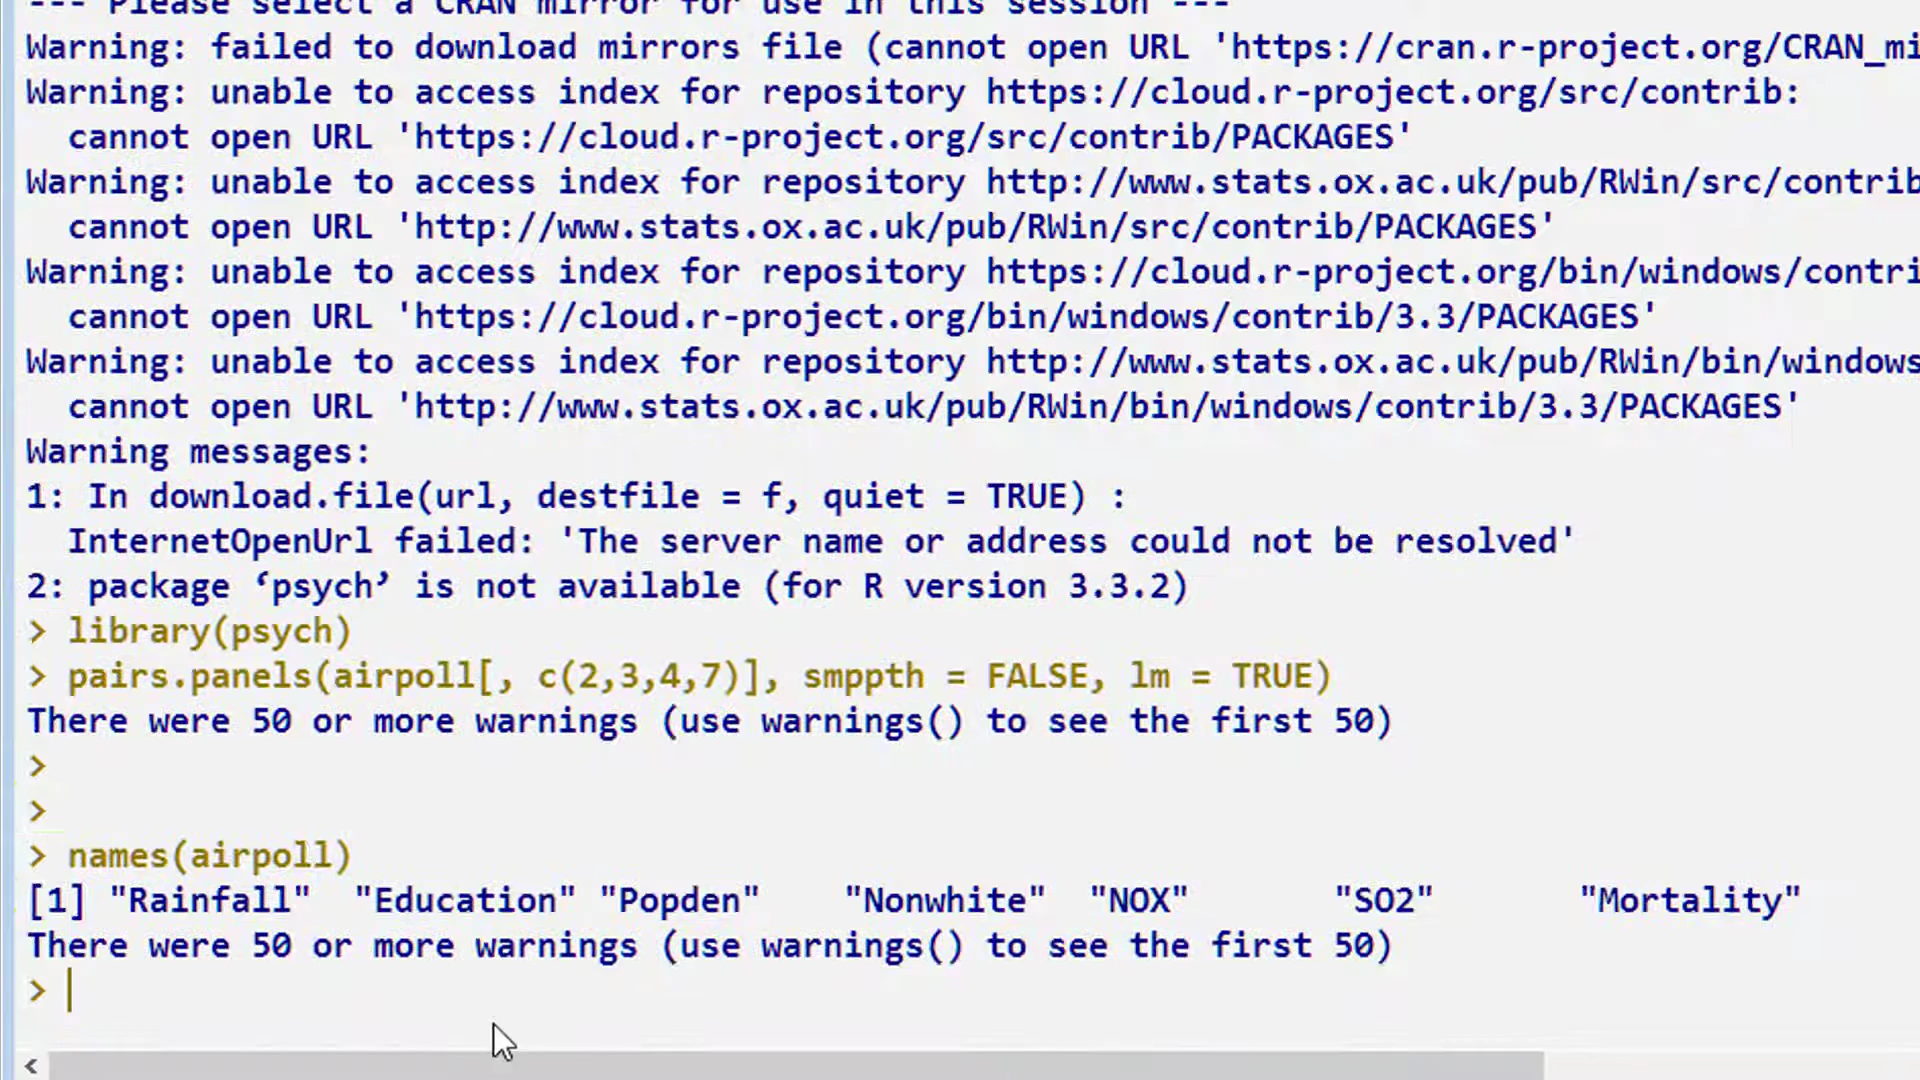 --- Please select a CRAN mirror for use in this session ---
Warning: failed to download mirrors file (cannot open URL 'https://cran.r-project.org/CRAN_mi
Warning: unable to access index for repository https://cloud.r-project.org/src/contrib:
  cannot open URL 'https://cloud.r-project.org/src/contrib/PACKAGES'
Warning: unable to access index for repository http://www.stats.ox.ac.uk/pub/RWin/src/contrib
  cannot open URL 'http://www.stats.ox.ac.uk/pub/RWin/src/contrib/PACKAGES'
Warning: unable to access index for repository https://cloud.r-project.org/bin/windows/contri
  cannot open URL 'https://cloud.r-project.org/bin/windows/contrib/3.3/PACKAGES'
Warning: unable to access index for repository http://www.stats.ox.ac.uk/pub/RWin/bin/windows
  cannot open URL 'http://www.stats.ox.ac.uk/pub/RWin/bin/windows/contrib/3.3/PACKAGES'
Warning messages:
1: In download.file(url, destfile = f, quiet = TRUE) :
  InternetOpenUrl failed: 'The server name or address could not be resolved'
2: package ‘psych’ is not available (for R version 3.3.2)
> library(psych)
> pairs.panels(airpoll[, c(2,3,4,7)], smppth = FALSE, lm = TRUE)
There were 50 or more warnings (use warnings() to see the first 50)
>
>
> names(airpoll)
[1] "Rainfall"  "Education" "Popden"    "Nonwhite"  "NOX"       "SO2"       "Mortality"
There were 50 or more warnings (use warnings() to see the first 50)
>